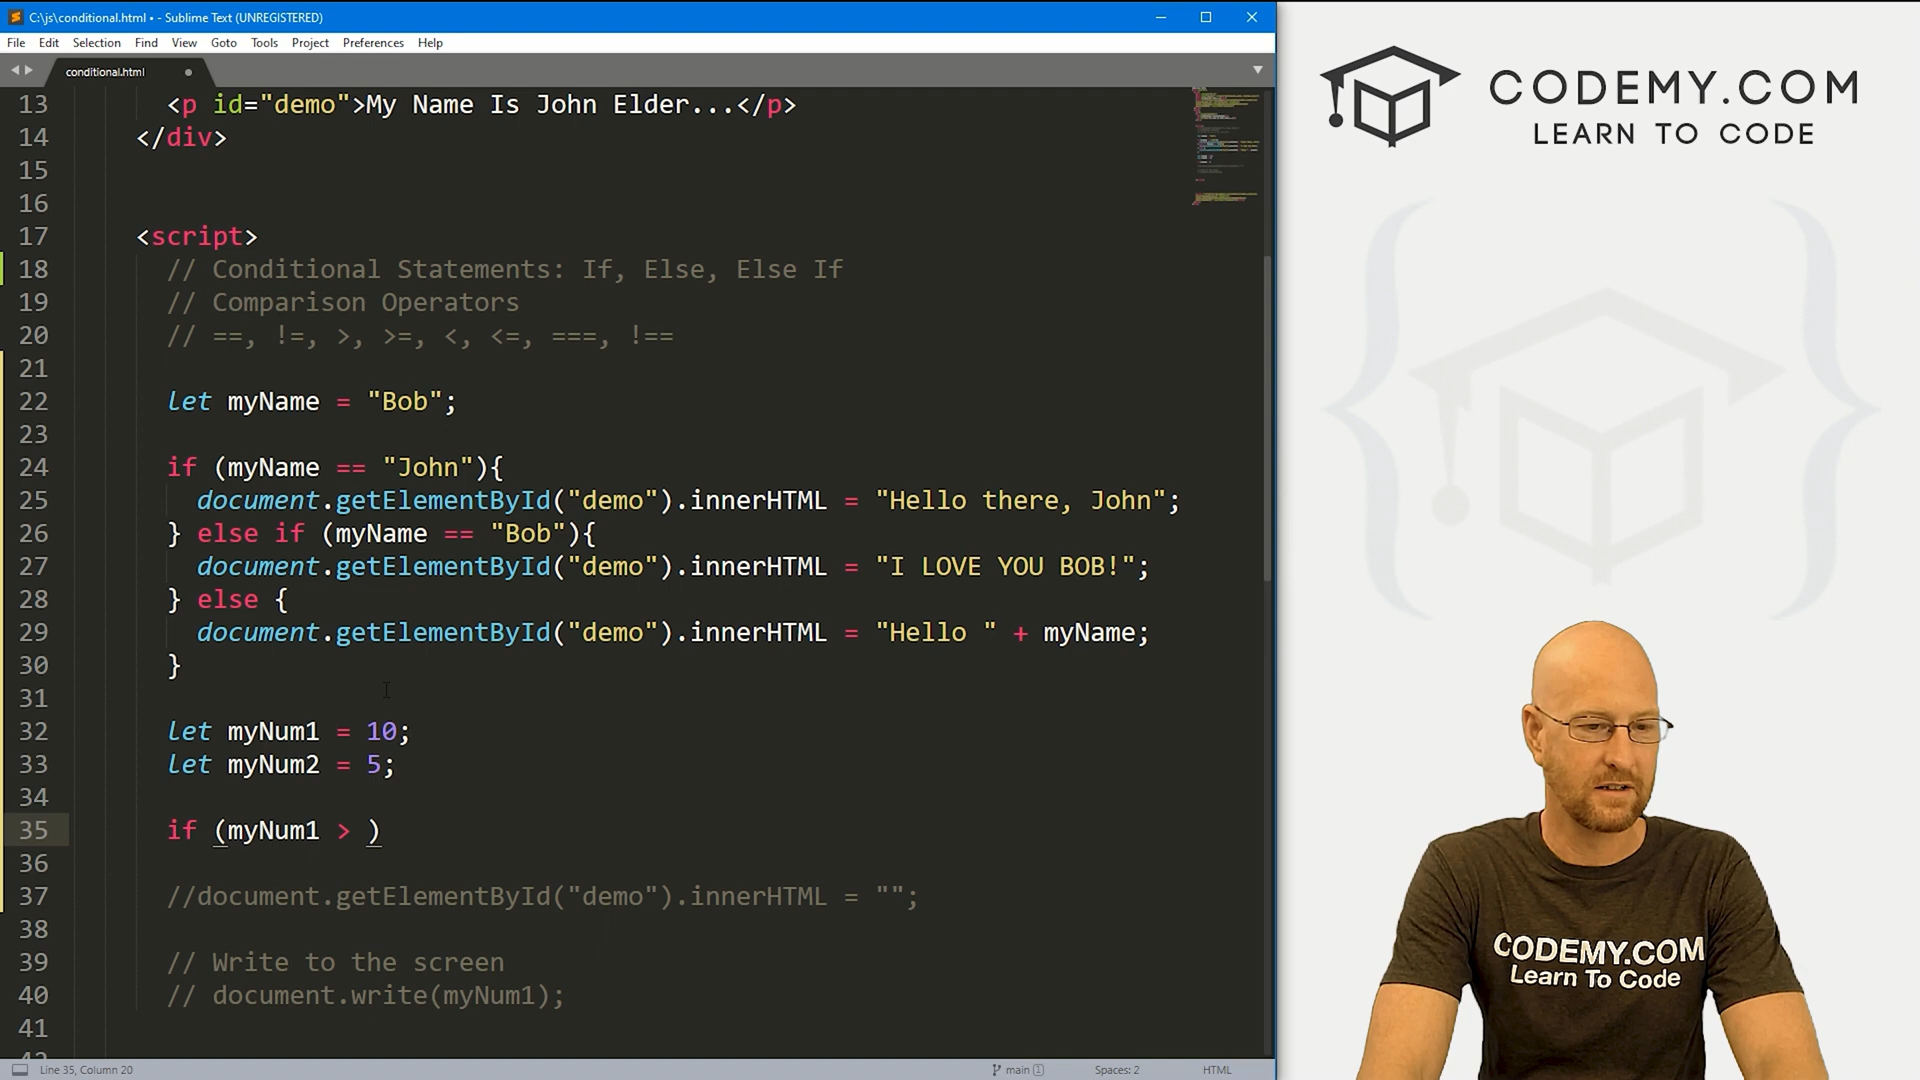 C:\js\conditional.html • - Sublime Text (UNREGISTERED)
File Edit Selection Find View Goto Tools Project Preferences Help
conditional.html
13 <p id="demo">My Name Is John Elder...</p>
14 </div>
15
16
17 <script>
18 // Conditional Statements: If, Else, Else If
19 // Comparison Operators
20 // ==, !=, >, >=, <, <=, ===, !==
21
22 let myName = "Bob";
23
24 if (myName == "John"){
25 document.getElementById("demo").innerHTML = "Hello there, John";
26 } else if (myName == "Bob"){
27 document.getElementById("demo").innerHTML = "I LOVE YOU BOB!";
28 } else {
29 document.getElementById("demo").innerHTML = "Hello " + myName;
30 }
31
32 let myNum1 = 10;
33 let myNum2 = 5;
34
35 if (myNum1 > )
36
37 //document.getElementById("demo").innerHTML = "";
38
39 // Write to the screen
40 // document.write(myNum1);
41
Line 35, Column 20
main 1
Spaces: 2
HTML
CODEMY.COM
LEARN TO CODE
CODEMY.COM
Learn To Code